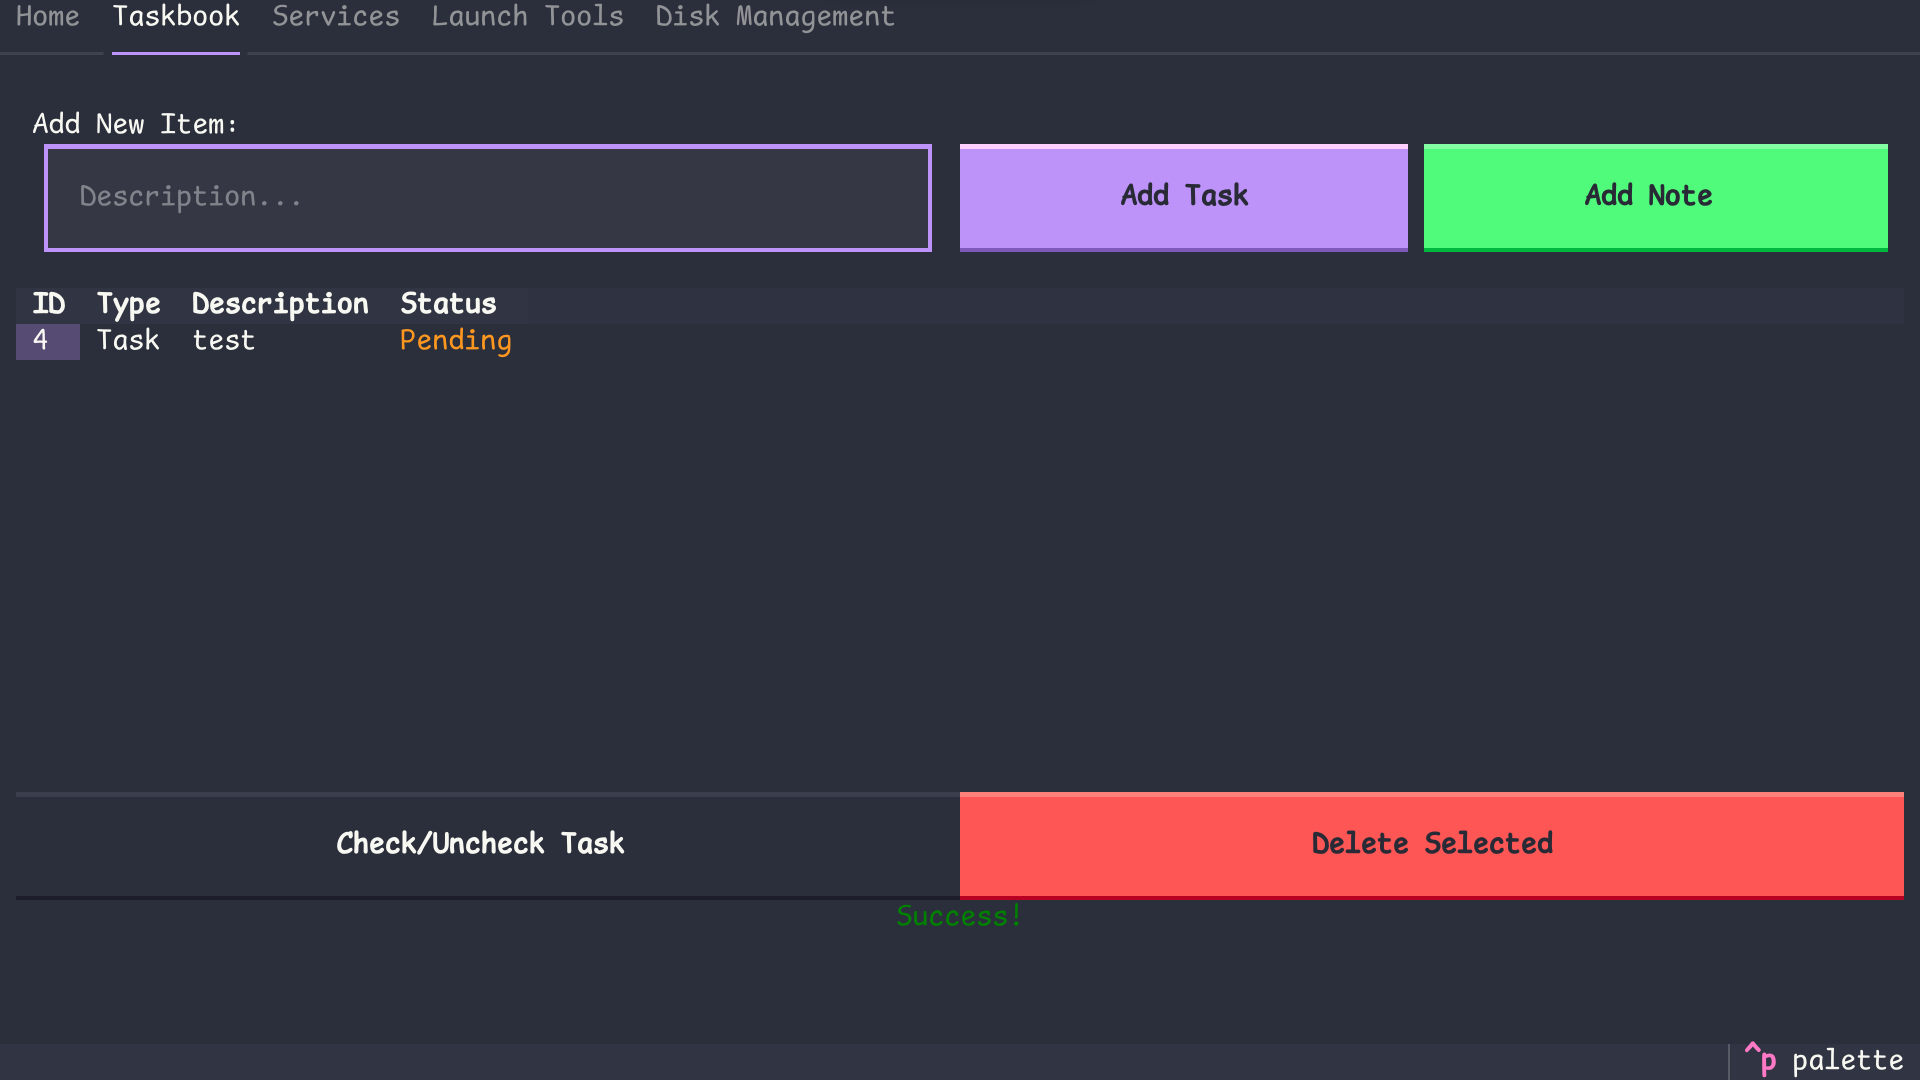 Home Taskbook Services Launch Tools Disk Management
Add New Item:
Description... Add Task Add Note
ID Type Description Status
4 Task test Pending
Check/Uncheck Task Delete Selected
Success!
^p palette